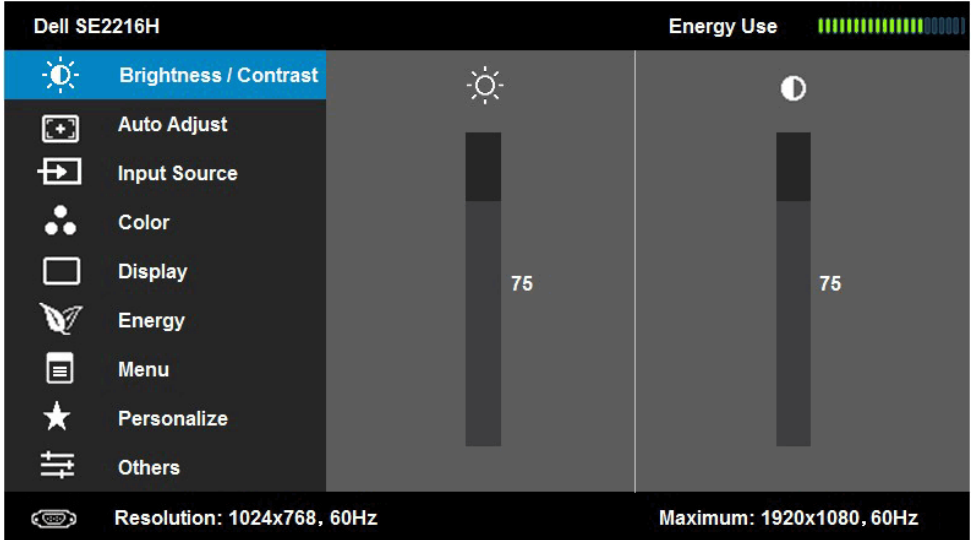 Dell SE2216H
Energy Use
Brightness / Contrast
Auto Adjust
Input Source
Color
Display
75
75
Energy
Menu
Personalize
Others
Resolution: 1024x768, 60Hz
Maximum: 1920x1080, 60Hz